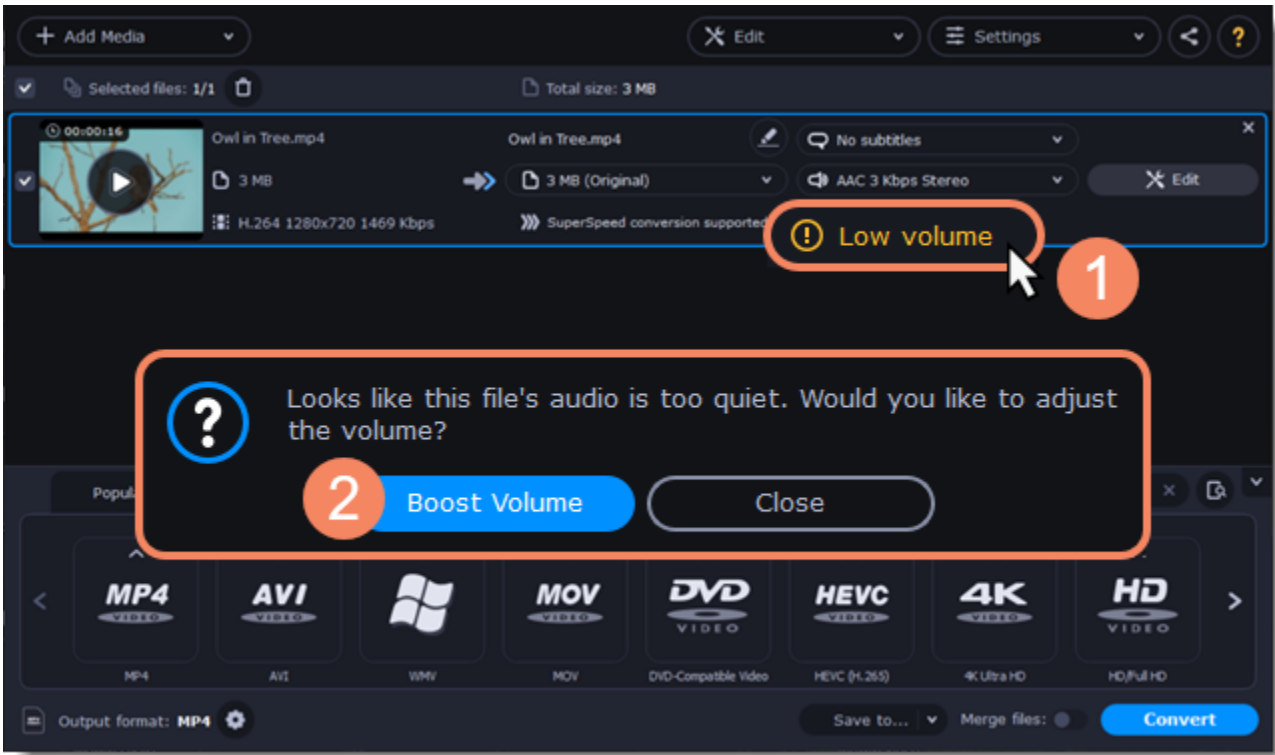 + Add Media
Edit
Settings
?
Selected files: 1/1
Total size: 3 MB
00:00:16
Owl in Tree.mp4
Owl in Tree.mp4
No subtitles
3 MB
3 MB (Original)
AAC 3 Kbps Stereo
Edit
H.264 1280x720 1469 Kbps
SuperSpeed conversion supported
! Low volume
1
?
Looks like this file's audio is too quiet. Would you like to adjust
the volume?
2
Boost Volume
Close
MP4
VIDEO
AVI
VIDEO
MOV
VIDEO
DVD
VIDEO
HEVC
VIDEO
4K
VIDEO
HD
VIDEO
MP4
AVI
WMV
MOV
DVD-Compatible Video
HEVC (H.265)
4K Ultra HD
HD/Full HD
Output format: MP4
Save to...
Merge files:
Convert